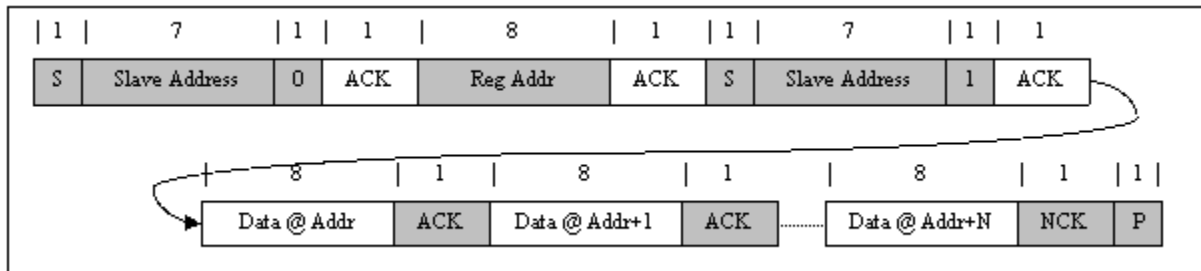 | 1 | 7 | 1 | 1 | 8 | 1 | 1 | 7 | 1 | 1
S Slave Address 0 ACK Reg Addr ACK S Slave Address 1 ACK
| 8 | 1 | 8 | 1 | 8 | 1 | 1 |
Data @ Addr ACK Data @ Addr+1 ACK ........ Data @ Addr+N NCK P